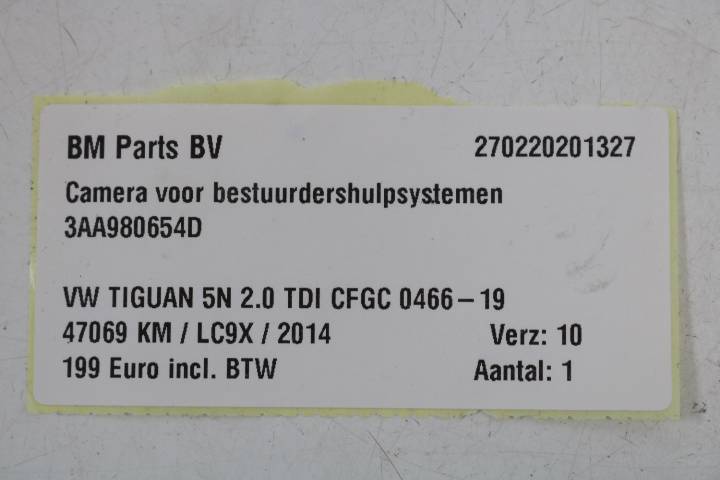 BM Parts BV 270220201327
Camera voor bestuurdershulpsystemen
3AA980654D
VW TIGUAN 5N 2.0 TDI CFGC 0466-19
47069 KM / LC9X / 2014 Verz: 10
199 Euro incl. BTW Aantal: 1